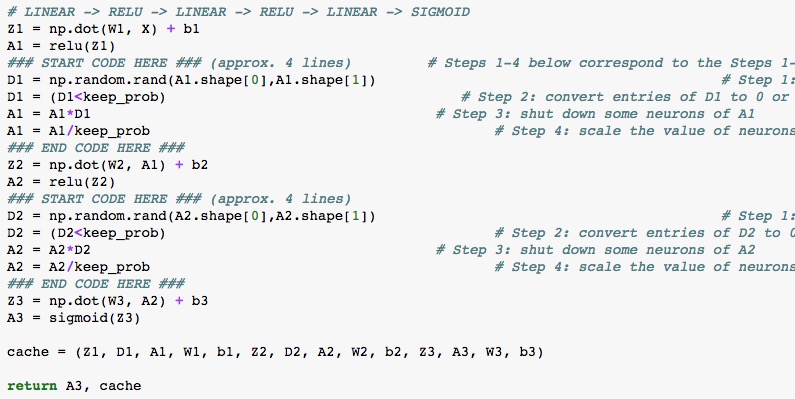 # LINEAR -> RELU -> LINEAR -> RELU -> LINEAR -> SIGMOID
Z1 = np.dot(W1, X) + b1
A1 = relu(Z1)
### START CODE HERE ### (approx. 4 lines) # Steps 1-4 below correspond to the Steps 1-
D1 = np.random.rand(A1.shape[0],A1.shape[1]) # Step 1:
D1 = (D1<keep_prob) # Step 2: convert entries of D1 to 0 or
A1 = A1*D1 # Step 3: shut down some neurons of A1
A1 = A1/keep_prob # Step 4: scale the value of neurons
### END CODE HERE ###
Z2 = np.dot(W2, A1) + b2
A2 = relu(Z2)
### START CODE HERE ### (approx. 4 lines)
D2 = np.random.rand(A2.shape[0],A2.shape[1]) # Step 1:
D2 = (D2<keep_prob) # Step 2: convert entries of D2 to 0
A2 = A2*D2 # Step 3: shut down some neurons of A2
A2 = A2/keep_prob # Step 4: scale the value of neurons
### END CODE HERE ###
Z3 = np.dot(W3, A2) + b3
A3 = sigmoid(Z3)
cache = (Z1, D1, A1, W1, b1, Z2, D2, A2, W2, b2, Z3, A3, W3, b3)
return A3, cache